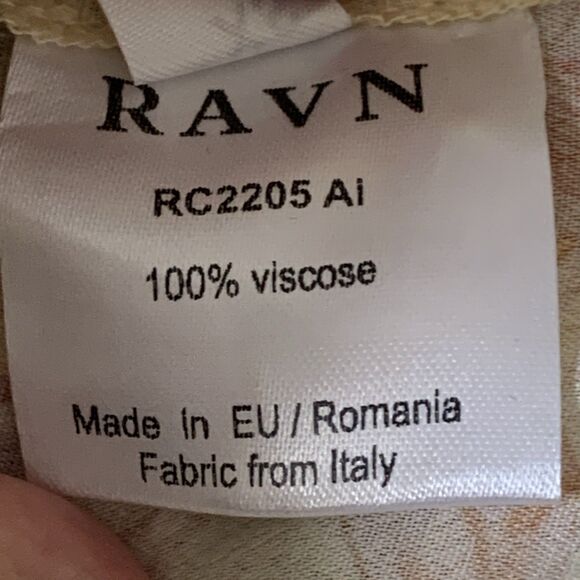 RAVN
RC2205 Ai
100% viscose
Made In EU / Romania
Fabric from Italy